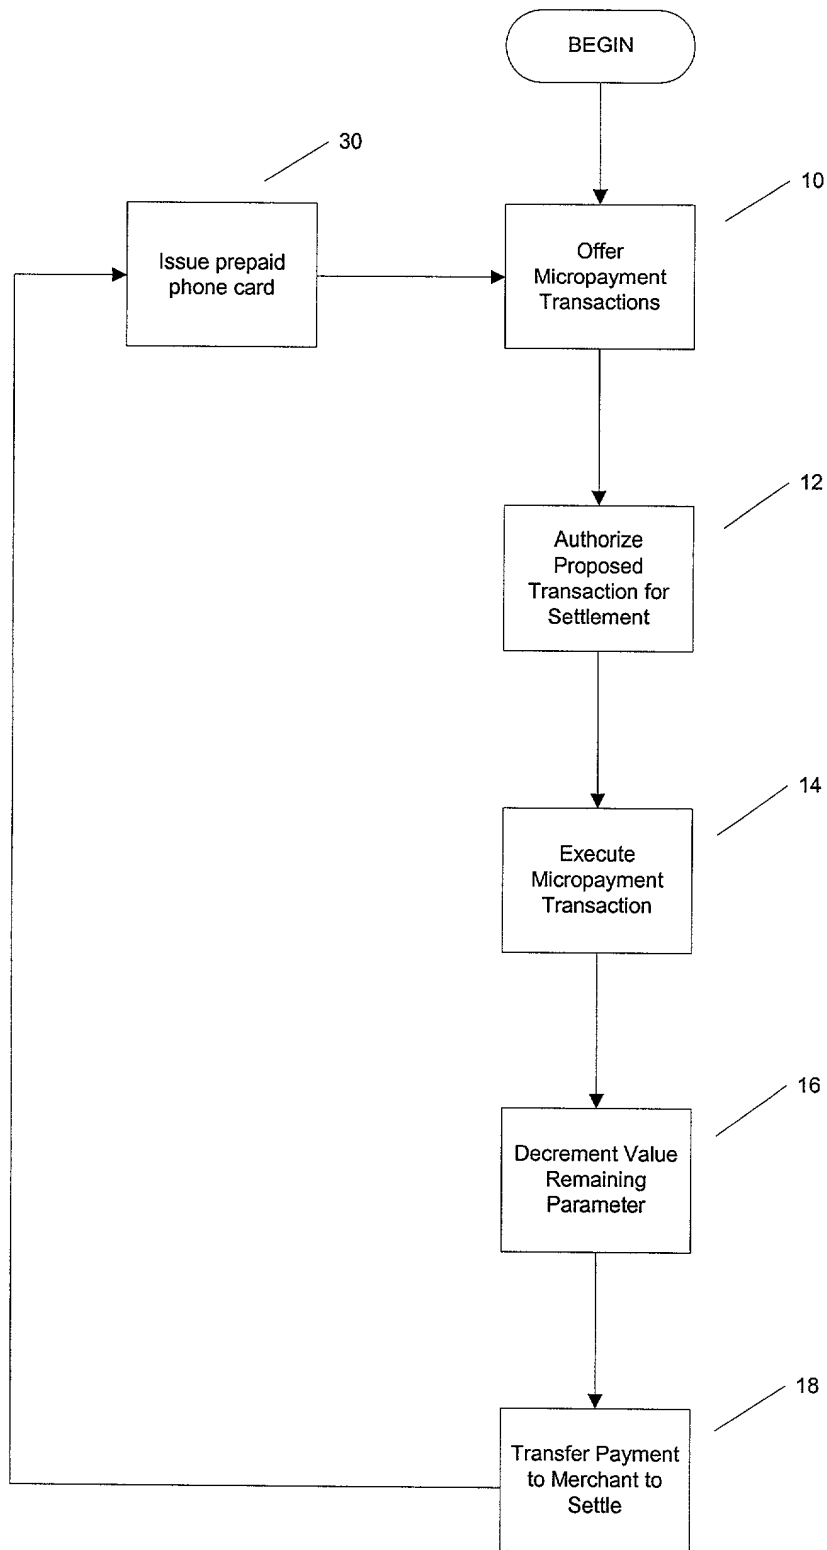 BEGIN
30
10
Issue prepaid
phone card
Offer
Micropayment
Transactions
12
Authorize
Proposed
Transaction for
Settlement
14
Execute
Micropayment
Transaction
16
Decrement Value
Remaining
Parameter
18
Transfer Payment
to Merchant to
Settle